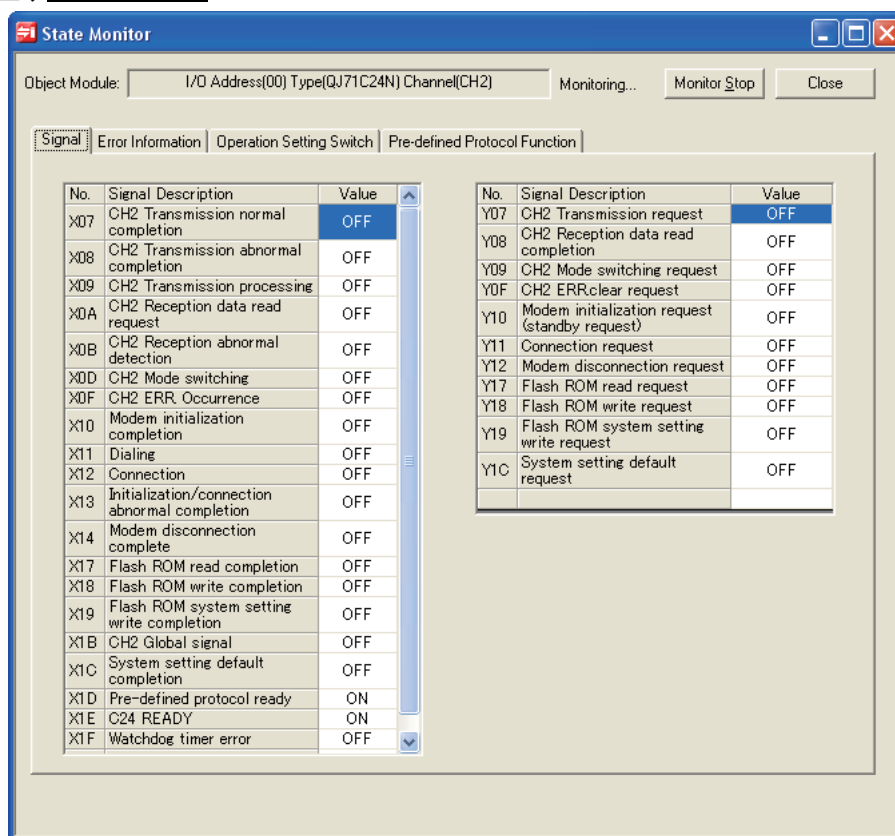 State Monitor
Object Module: I/O Address(00) Type(QJ71C24N) Channel(CH2) Monitoring... Monitor Stop Close
Signal Error Information Operation Setting Switch Pre-defined Protocol Function
No. Signal Description Value
X07 CH2 Transmission normal completion OFF
X08 CH2 Transmission abnormal completion OFF
X09 CH2 Transmission processing OFF
X0A CH2 Reception data read request OFF
X0B CH2 Reception abnormal detection OFF
X0D CH2 Mode switching OFF
X0F CH2 ERR. Occurrence OFF
X10 Modem initialization completion OFF
X11 Dialing OFF
X12 Connection OFF
X13 Initialization/connection abnormal completion OFF
X14 Modem disconnection complete OFF
X17 Flash ROM read completion OFF
X18 Flash ROM write completion OFF
X19 Flash ROM system setting write completion OFF
X1B CH2 Global signal OFF
X1C System setting default completion OFF
X1D Pre-defined protocol ready ON
X1E C24 READY ON
X1F Watchdog timer error OFF
No. Signal Description Value
Y07 CH2 Transmission request OFF
Y08 CH2 Reception data read completion OFF
Y09 CH2 Mode switching request OFF
Y0F CH2 ERR.clear request OFF
Y10 Modem initialization request (standby request) OFF
Y11 Connection request OFF
Y12 Modem disconnection request OFF
Y17 Flash ROM read request OFF
Y18 Flash ROM write request OFF
Y19 Flash ROM system setting write request OFF
Y1C System setting default request OFF